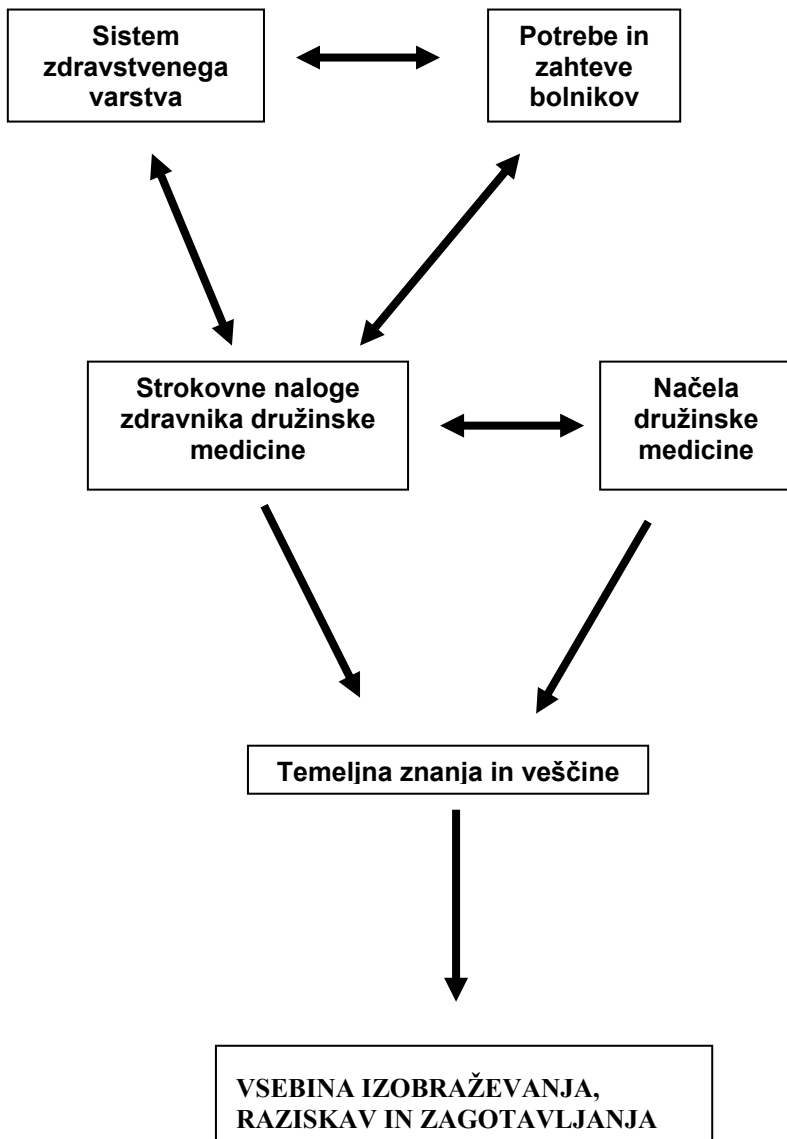 Sistem
zdravstvenega
varstva
Potrebe in
zahteve
bolnikov
Strokovne naloge
zdravnika družinske
medicine
Načela
družinske
medicine
Temeljna znanja in veščine
VSEBINA IZOBRAŽEVANJA,
RAZISKAV IN ZAGOTAVLJANJA